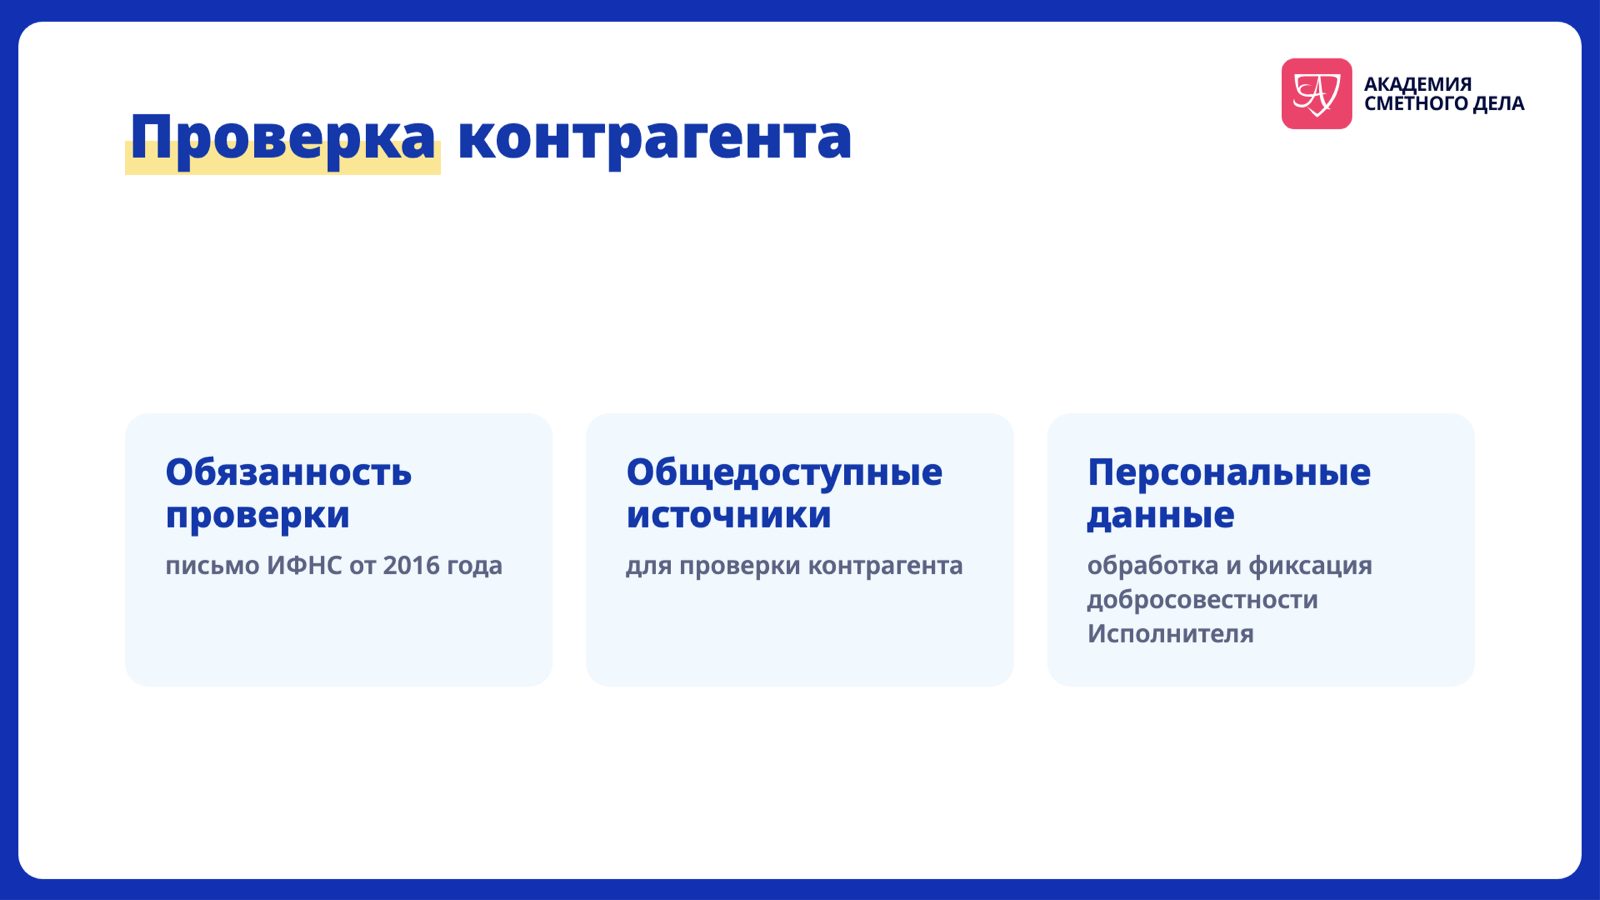 АКАДЕМИЯ
СМЕТНОГО ДЕЛА
Проверка контрагента
Обязанность
проверки
письмо ИФНС от 2016 года
Общедоступные
источники
для проверки контрагента
Персональные
данные
обработка и фиксация
добросовестности
Исполнителя